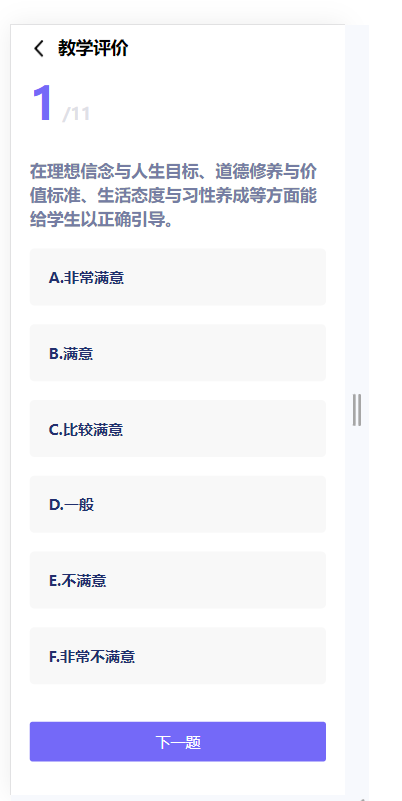 教学评价
1 /11
在理想信念与人生目标、道德修养与价
值标准、生活态度与习性养成等方面能
给学生以正确引导。
A.非常满意
B.满意
C.比较满意
D.一般
E.不满意
F.非常不满意
下一题